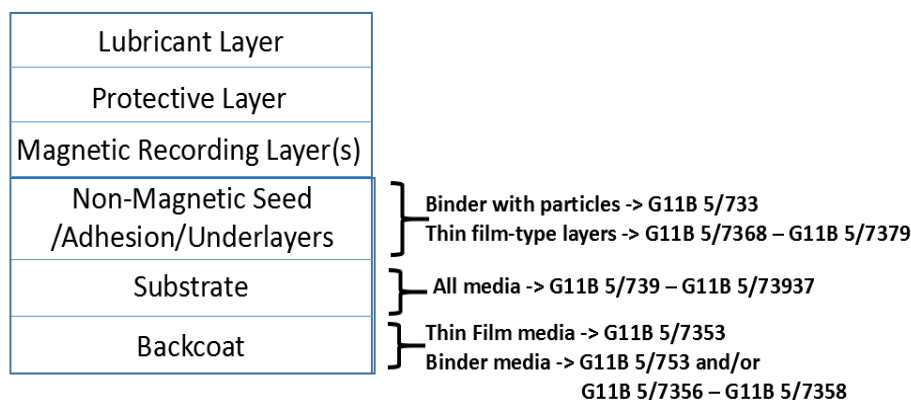 Lubricant Layer
Protective Layer
Magnetic Recording Layer(s)
Non-Magnetic Seed
/Adhesion/Underlayers
Binder with particles -> G11B 5/733
Thin film-type layers -> G11B 5/7368 – G11B 5/7379
Substrate
All media -> G11B 5/739 – G11B 5/73937
Backcoat
Thin Film media -> G11B 5/7353
Binder media -> G11B 5/753 and/or
G11B 5/7356 – G11B 5/7358